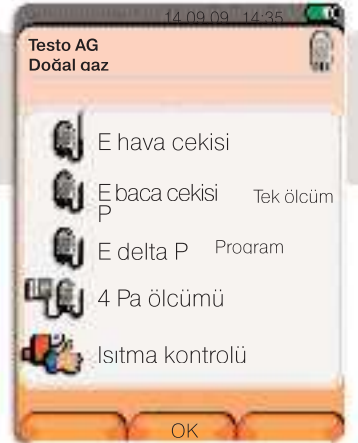 14.09.09 14:35
Testo AG
Doğal gaz
E hava cekisi
E baca cekisi Tek ölcüm
P
E delta P Program
4 Pa ölcümü
Isıtma kontrolü
OK